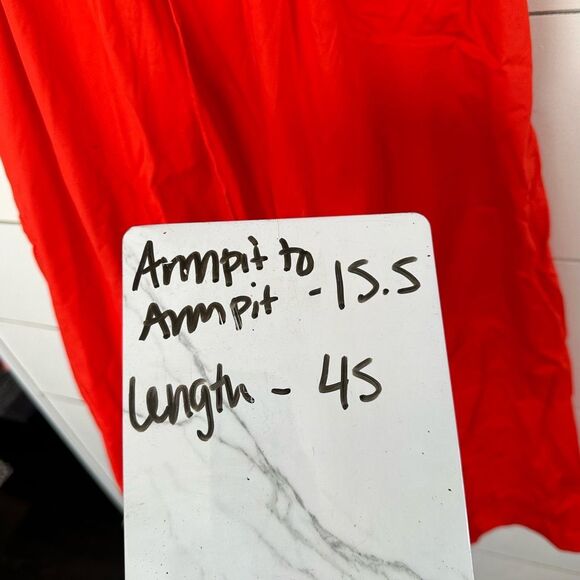 Armpit to
Armpit - 15.5
Length - 45